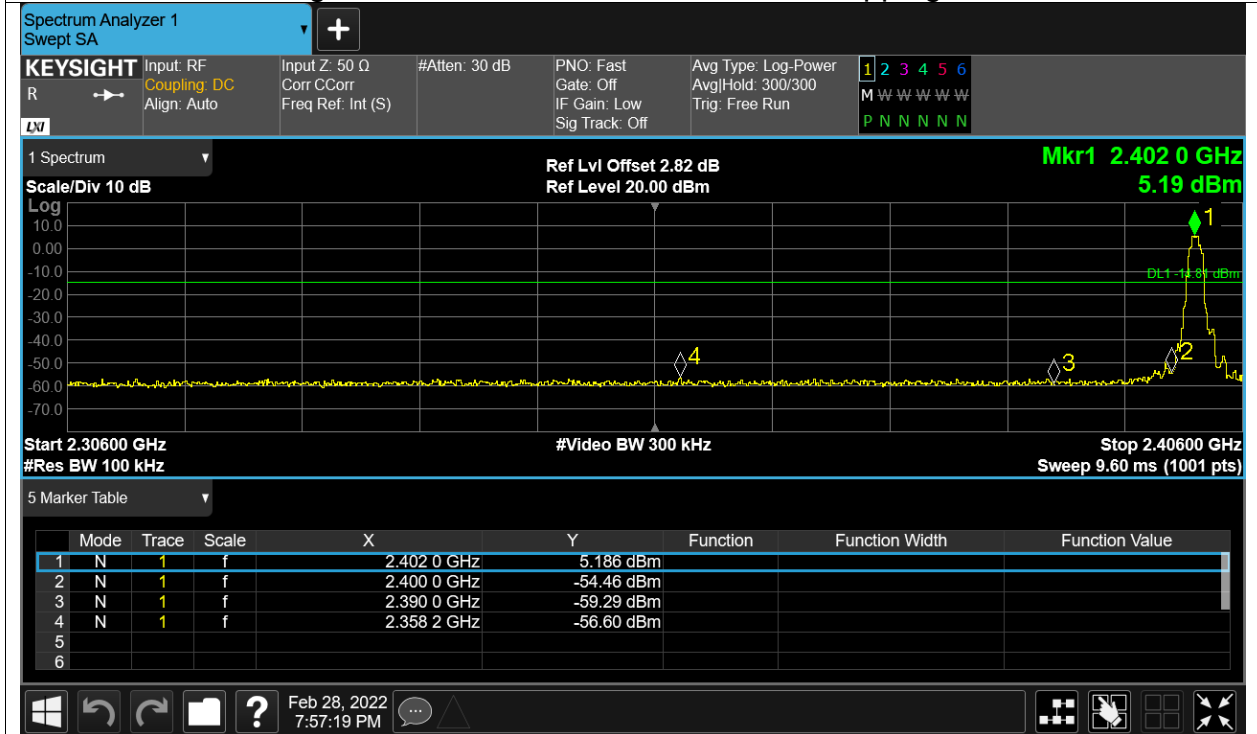 Spectrum Analyzer 1
Swept SA
+
KEYSIGHT Input: RF Input Z: 50 Ω #Atten: 30 dB PNO: Fast Avg Type: Log-Power 1 2 3 4 5 6
R Coupling: DC Corr CCorr Gate: Off Avg|Hold: 300/300 M W W W W W
Align: Auto Freq Ref: Int (S) IF Gain: Low Trig: Free Run
LXI Sig Track: Off P N N N N N
1 Spectrum Ref Lvl Offset 2.82 dB Mkr1 2.402 0 GHz
Scale/Div 10 dB Ref Level 20.00 dBm 5.19 dBm
Log
1
10.0
0.00
-10.0 DL1 -14.81 dBm
-20.0
-30.0
-40.0
4 3 2
-50.0
-60.0
-70.0
Start 2.30600 GHz #Video BW 300 kHz Stop 2.40600 GHz
#Res BW 100 kHz Sweep 9.60 ms (1001 pts)
5 Marker Table
Mode Trace Scale X Y Function Function Width Function Value
1 N 1 f 2.402 0 GHz 5.186 dBm
2 N 1 f 2.400 0 GHz -54.46 dBm
3 N 1 f 2.390 0 GHz -59.29 dBm
4 N 1 f 2.358 2 GHz -56.60 dBm
5
6
? Feb 28, 2022
7:57:19 PM